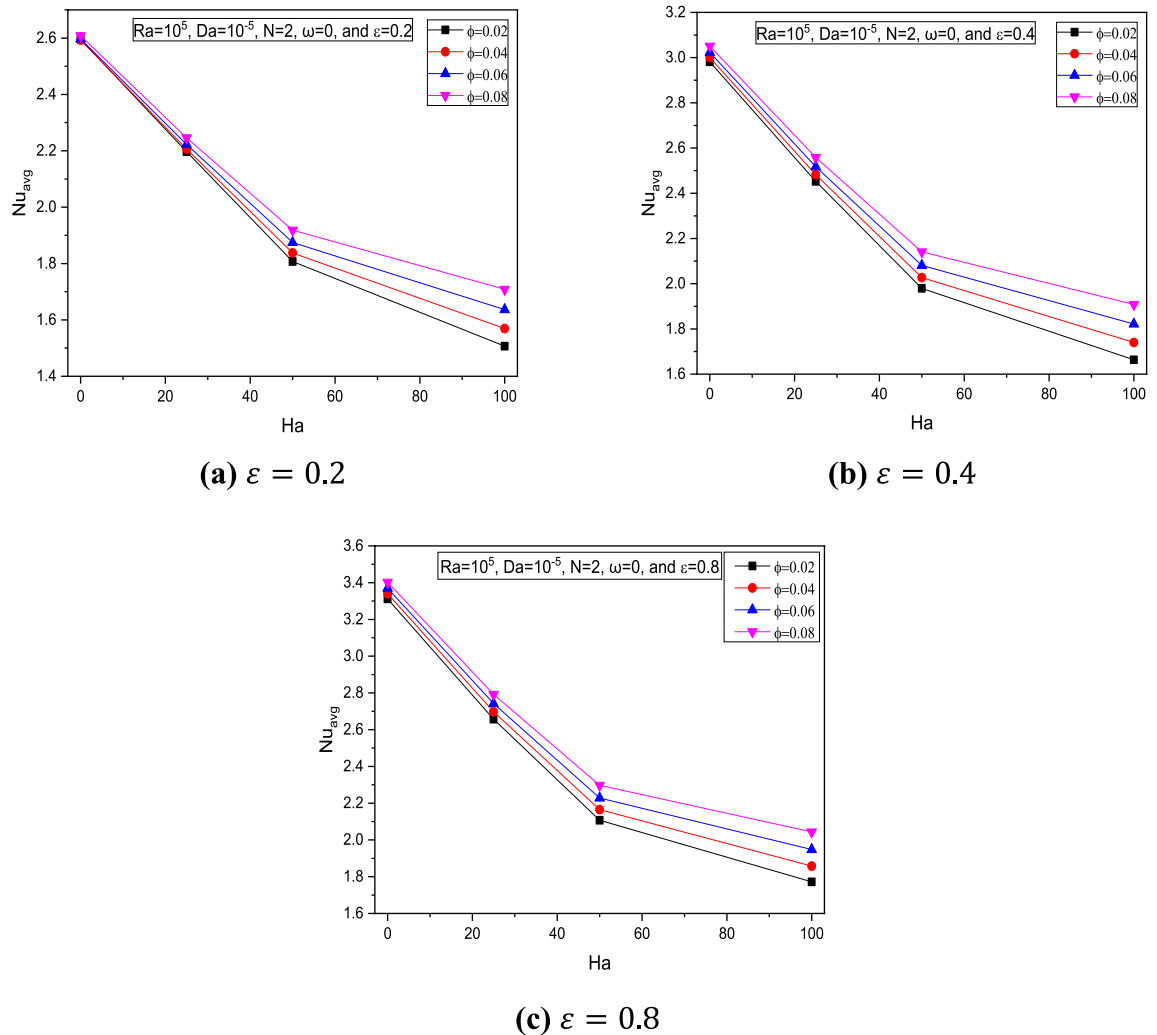 Ra=10⁵, Da=10⁻⁵, N=2, ω=0, and ε=0.2
ϕ=0.02
ϕ=0.04
ϕ=0.06
ϕ=0.08
2.6
2.4
2.2
2.0
1.8
1.6
1.4
Nu_avg
0 20 40 60 80 100
Ha
(a) ε = 0.2
Ra=10⁵, Da=10⁻⁵, N=2, ω=0, and ε=0.4
ϕ=0.02
ϕ=0.04
ϕ=0.06
ϕ=0.08
3.2
3.0
2.8
2.6
2.4
2.2
2.0
1.8
1.6
Nu_avg
0 20 40 60 80 100
Ha
(b) ε = 0.4
Ra=10⁵, Da=10⁻⁵, N=2, ω=0, and ε=0.8
ϕ=0.02
ϕ=0.04
ϕ=0.06
ϕ=0.08
3.6
3.4
3.2
3.0
2.8
2.6
2.4
2.2
2.0
1.8
1.6
Nu_avg
0 20 40 60 80 100
Ha
(c) ε = 0.8